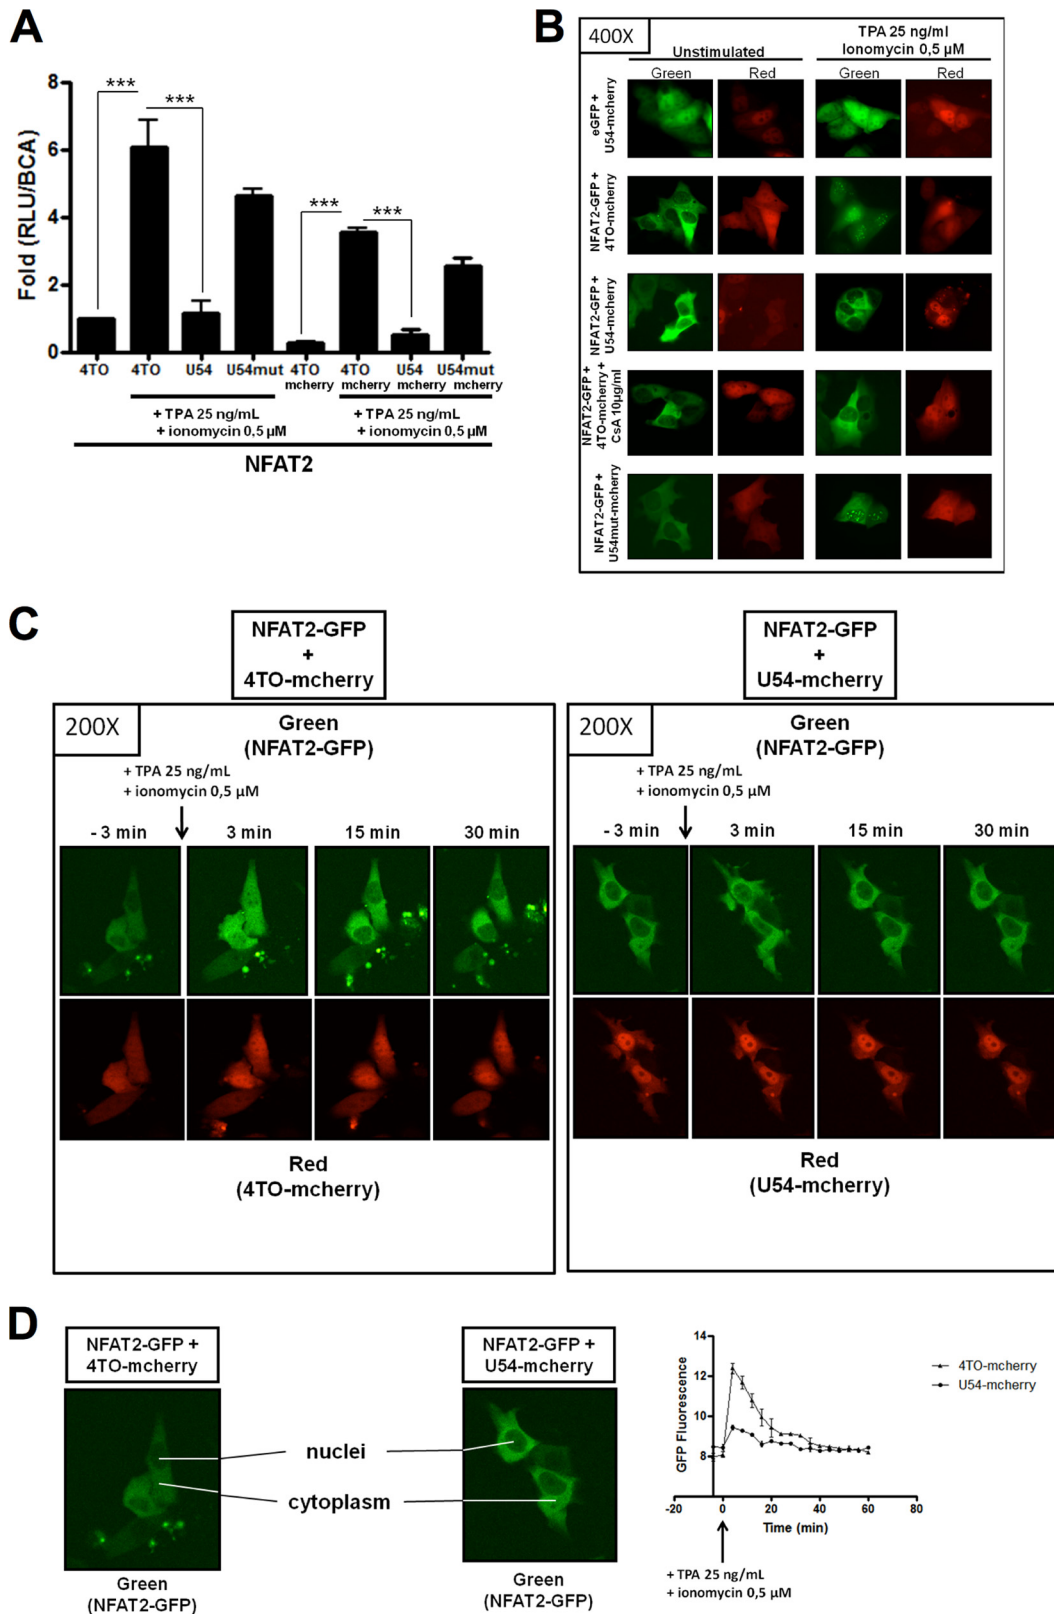 A
8
6
4
2
0
Fold (RLU/BCA)
***
***
***
***
4TO
4TO
U54
U54mut
4TO
mcherry
4TO
mcherry
U54
mcherry
U54mut
mcherry
+ TPA 25 ng/mL
+ ionomycin 0,5 µM
+ TPA 25 ng/mL
+ ionomycin 0,5 µM
NFAT2
B
400X
Unstimulated
TPA 25 ng/ml
Ionomycin 0,5 µM
Green
Red
Green
Red
eGFP +
U54-mcherry
NFAT2-GFP +
4TO-mcherry
NFAT2-GFP +
U54-mcherry
NFAT2-GFP +
4TO-mcherry +
CsA 10µg/ml
NFAT2-GFP +
U54mut-mcherry
C
NFAT2-GFP
+
4TO-mcherry
200X
Green
(NFAT2-GFP)
+ TPA 25 ng/mL
+ ionomycin 0,5 µM
- 3 min
3 min
15 min
30 min
Red
(4TO-mcherry)
NFAT2-GFP
+
U54-mcherry
200X
Green
(NFAT2-GFP)
+ TPA 25 ng/mL
+ ionomycin 0,5 µM
- 3 min
3 min
15 min
30 min
Red
(U54-mcherry)
D
NFAT2-GFP +
4TO-mcherry
Green
(NFAT2-GFP)
nuclei
cytoplasm
NFAT2-GFP +
U54-mcherry
Green
(NFAT2-GFP)
GFP Fluorescence
14
12
10
8
-20
0
20
40
60
80
Time (min)
4TO-mcherry
U54-mcherry
+ TPA 25 ng/mL
+ ionomycin 0,5 µM